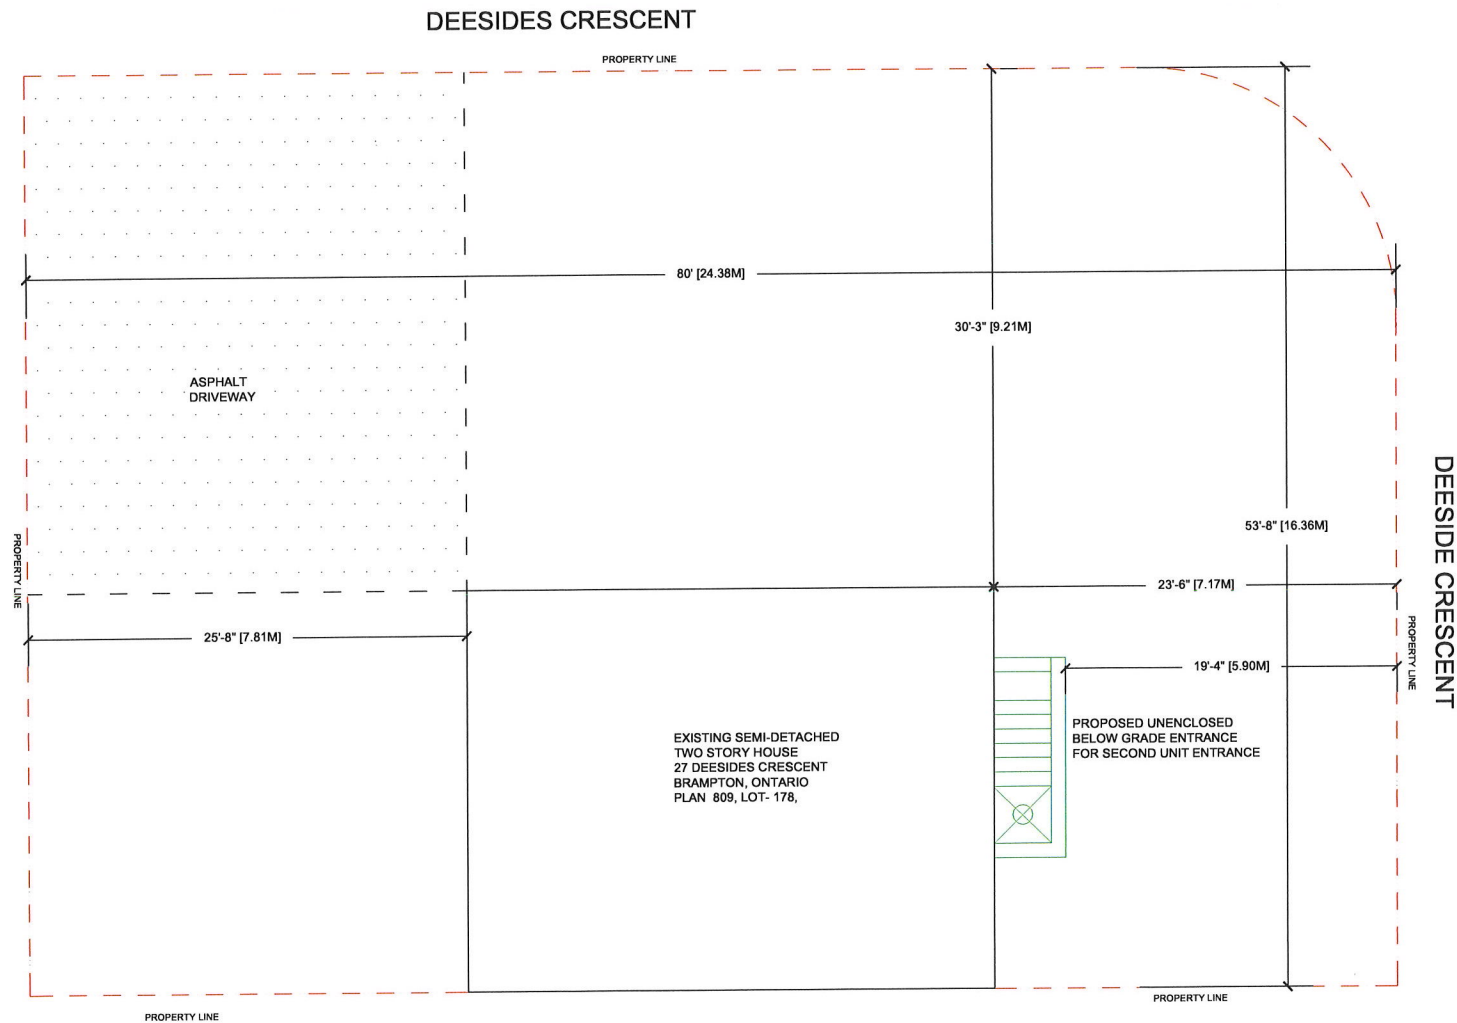 DEESIDES CRESCENT
PROPERTY LINE
80' [24.38M]
30'-3" [9.21M]
ASPHALT
DRIVEWAY
53'-8" [16.36M]
DEESIDE CRESCENT
PROPERTY LINE
23'-6" [7.17M]
25'-8" [7.81M]
PROPERTY LINE
19'-4" [5.90M]
EXISTING SEMI-DETACHED
TWO STORY HOUSE
27 DEESIDES CRESCENT
BRAMPTON, ONTARIO
PLAN 809, LOT- 178,
PROPOSED UNENCLOSED
BELOW GRADE ENTRANCE
FOR SECOND UNIT ENTRANCE
PROPERTY LINE
PROPERTY LINE